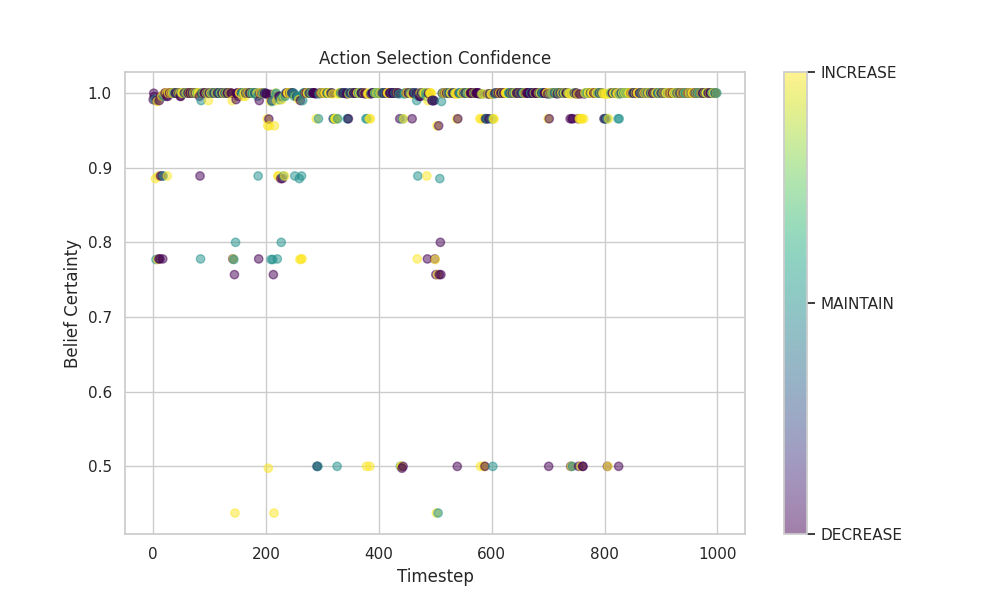 Action Selection Confidence
Belief Certainty
1.0
0.9
0.8
0.7
0.6
0.5
0
200
400
600
800
1000
Timestep
INCREASE
MAINTAIN
DECREASE